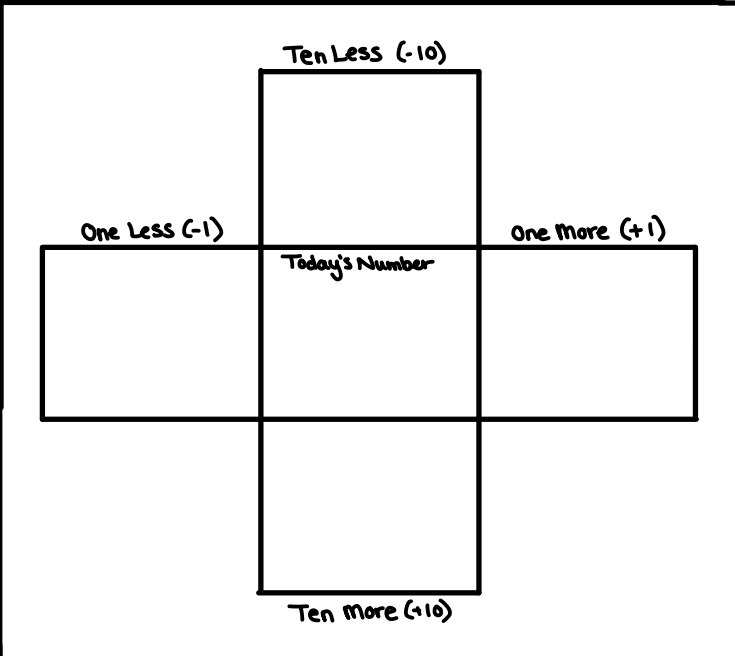 Ten Less (-10)
One Less (-1)
One More (+1)
Today's Number
Ten More (+10)